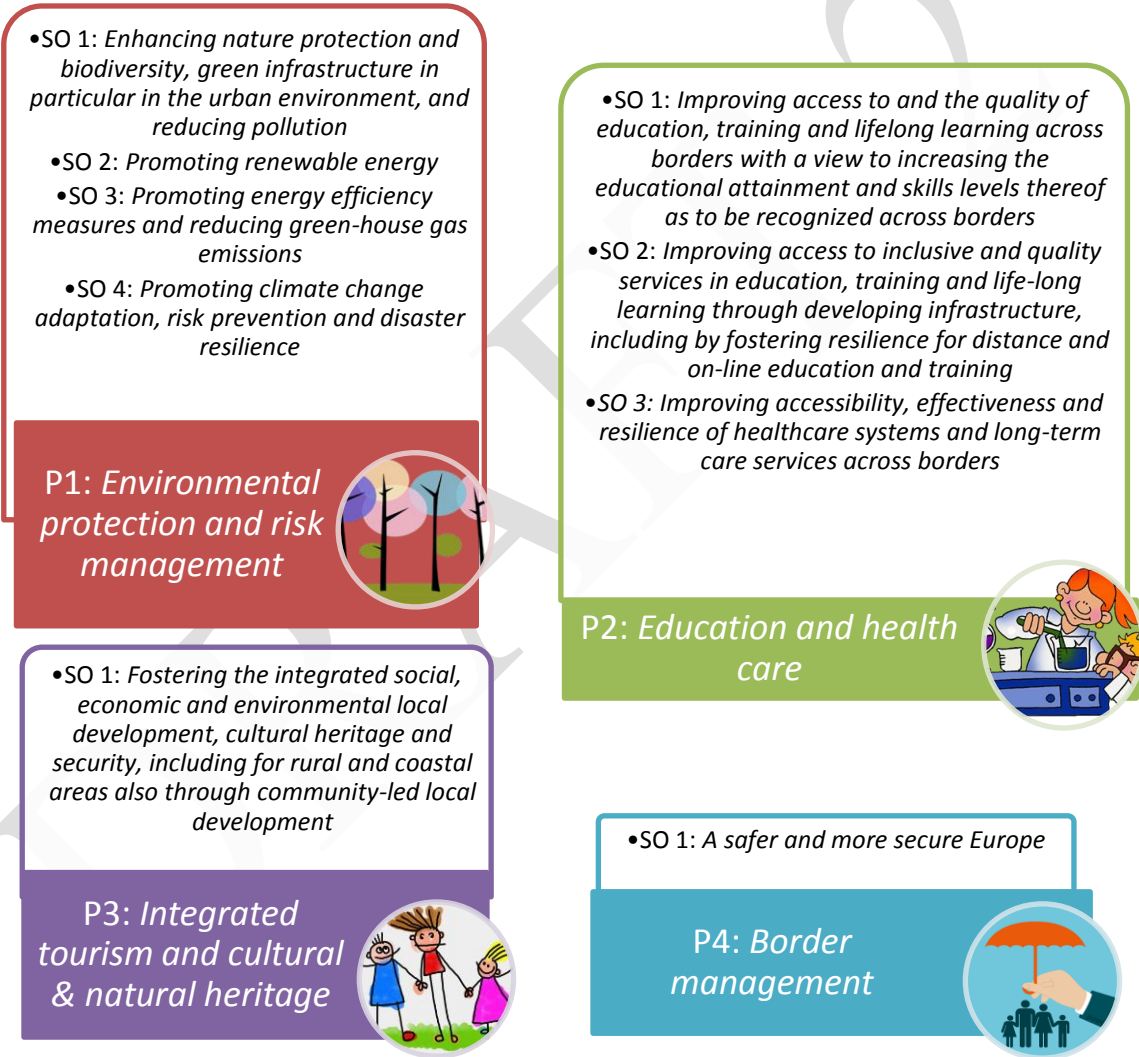 •SO 1: Enhancing nature protection and
biodiversity, green infrastructure in
particular in the urban environment, and
reducing pollution
•SO 2: Promoting renewable energy
•SO 3: Promoting energy efficiency
measures and reducing green-house gas
emissions
•SO 4: Promoting climate change
adaptation, risk prevention and disaster
resilience
P1: Environmental
protection and risk
management
•SO 1: Improving access to and the quality of
education, training and lifelong learning across
borders with a view to increasing the
educational attainment and skills levels thereof
as to be recognized across borders
•SO 2: Improving access to inclusive and quality
services in education, training and life-long
learning through developing infrastructure,
including by fostering resilience for distance and
on-line education and training
•SO 3: Improving accessibility, effectiveness and
resilience of healthcare systems and long-term
care services across borders
P2: Education and health
care
•SO 1: Fostering the integrated social,
economic and environmental local
development, cultural heritage and
security, including for rural and coastal
areas also through community-led local
development
P3: Integrated
tourism and cultural
& natural heritage
•SO 1: A safer and more secure Europe
P4: Border
management